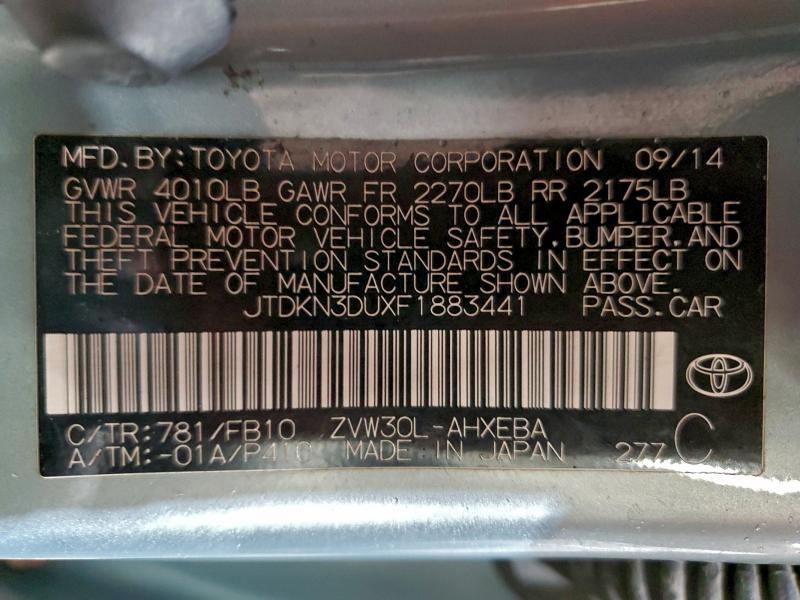 MFD.BY:TOYOTA MOTOR CORPORATION 09/14
GVWR 4010LB GAWR FR 2270LB RR 2175LB
THIS VEHICLE CONFORMS TO ALL APPLICABLE
FEDERAL MOTOR VEHICLE SAFETY,BUMPER,AND
THEFT PREVENTION STANDARDS IN EFFECT ON
THE DATE OF MANUFACTURE SHOWN ABOVE.
JTDKN3DUXF1883441 PASS.CAR
C/TR:781/FB10 ZVW30L-AHXEBA C
A/TM:-01A/P410 MADE IN JAPAN 277